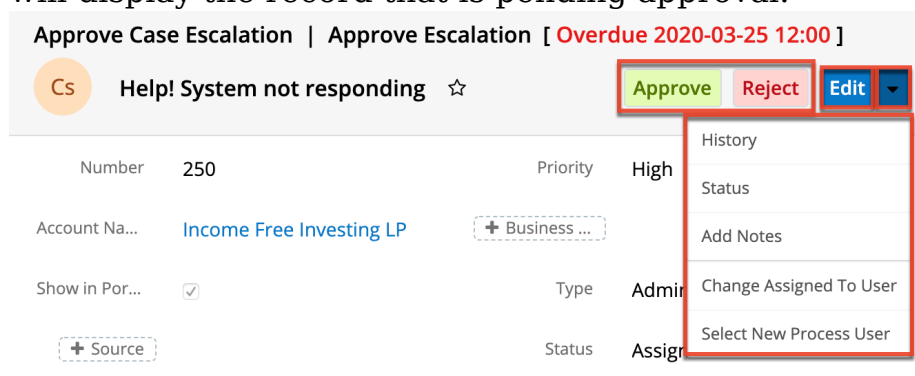 will display the record that is pending approval.
Approve Case Escalation | Approve Escalation [ Overdue 2020-03-25 12:00 ]
Cs Help! System not responding ☆ Approve Reject Edit
History
Number 250 Priority High
Status
Account Na... Income Free Investing LP + Business ...
Add Notes
Show in Por... Type
Change Assigned To User
Select New Process User
+ Source Status